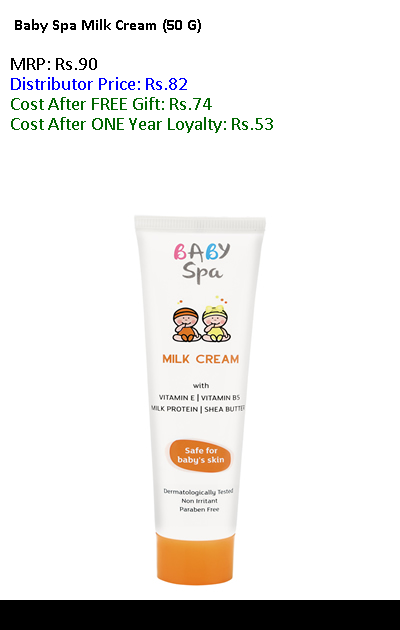 Baby Spa Milk Cream (50 G)
MRP: Rs.90
Distributor Price: Rs.82
Cost After FREE Gift: Rs.74
Cost After ONE Year Loyalty: Rs.53
BABY
Spa
MILK CREAM
with
VITAMIN E | VITAMIN B5
MILK PROTEIN | SHEA BUTTER
Safe for
baby's skin
Dermatologically Tested
Non Irritant
Paraben Free